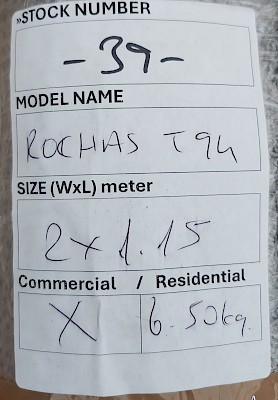 »STOCK NUMBER
-39-
MODEL NAME
ROCHAS T94
SIZE (WxL) meter
2x1.15
Commercial / Residential
X 6.50kg.